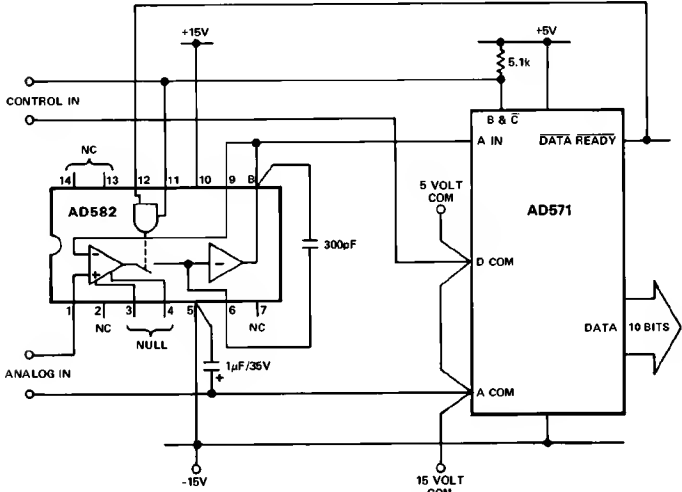 +15V
+5V
5.1k
CONTROL IN
B & C̅
A IN
D̅A̅T̅A̅ R̅E̅A̅D̅Y̅
NC
14
13
12
11
10
9
8
AD582
5 VOLT
COM
AD571
300pF
D COM
1
2
3
4
5
6
7
NC
NULL
NC
DATA
10 BITS
ANALOG IN
1µF/35V
+
A COM
-15V
15 VOLT
COM